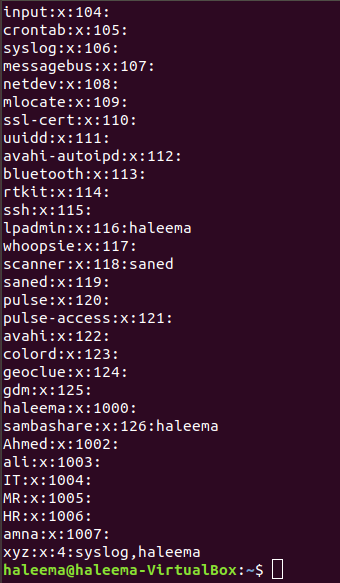 input:x:104:
crontab:x:105:
syslog:x:106:
messagebus:x:107:
netdev:x:108:
mlocate:x:109:
ssl-cert:x:110:
uuidd:x:111:
avahi-autoipd:x:112:
bluetooth:x:113:
rtkit:x:114:
ssh:x:115:
lpadmin:x:116:haleema
whoopsie:x:117:
scanner:x:118:saned
saned:x:119:
pulse:x:120:
pulse-access:x:121:
avahi:x:122:
colord:x:123:
geoclue:x:124:
gdm:x:125:
haleema:x:1000:
sambashare:x:126:haleema
Ahmed:x:1002:
ali:x:1003:
IT:x:1004:
MR:x:1005:
HR:x:1006:
amna:x:1007:
xyz:x:4:syslog,haleema
haleema@haleema-VirtualBox:~$